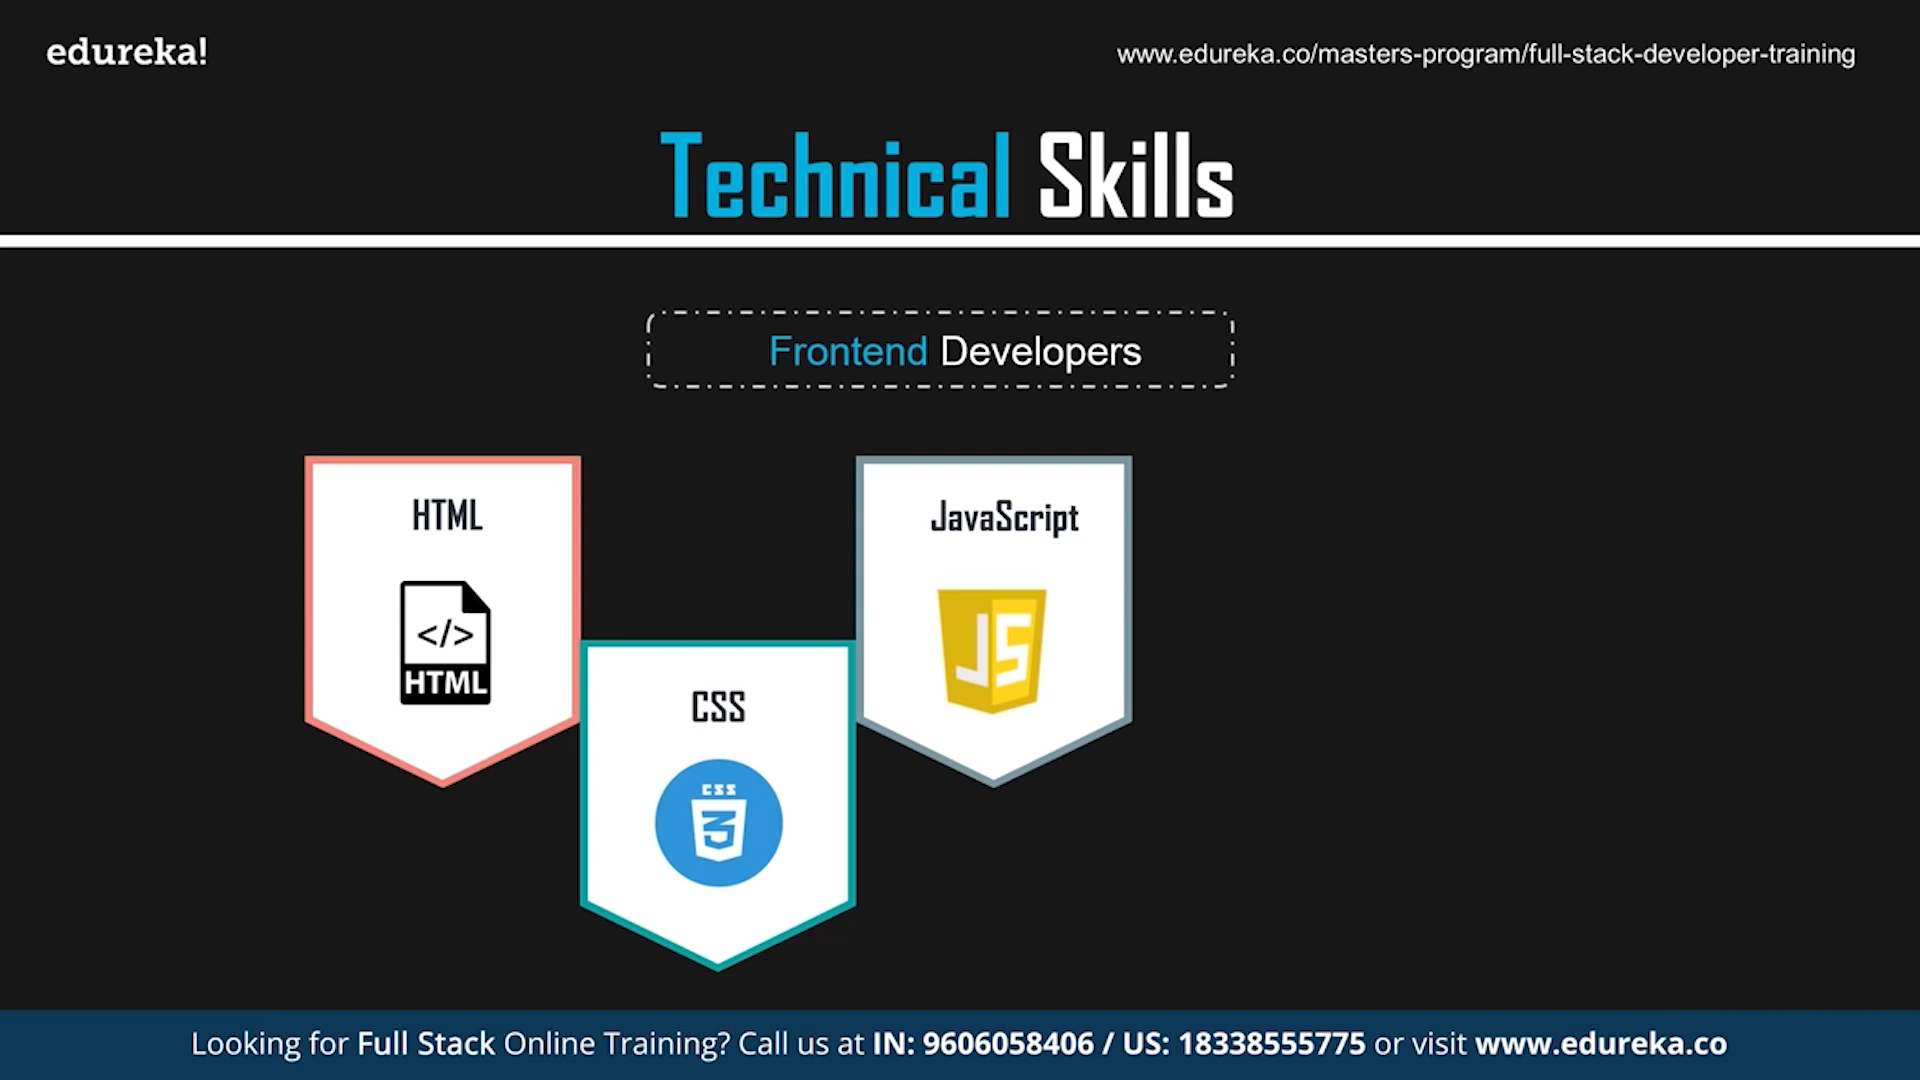 edureka!
www.edureka.co/masters-program/full-stack-developer-training
Technical Skills
Frontend Developers
HTML
</>
HTML
CSS
CSS
3
JavaScript
JS
Looking for Full Stack Online Training? Call us at IN: 9606058406 / US: 18338555775 or visit www.edureka.co